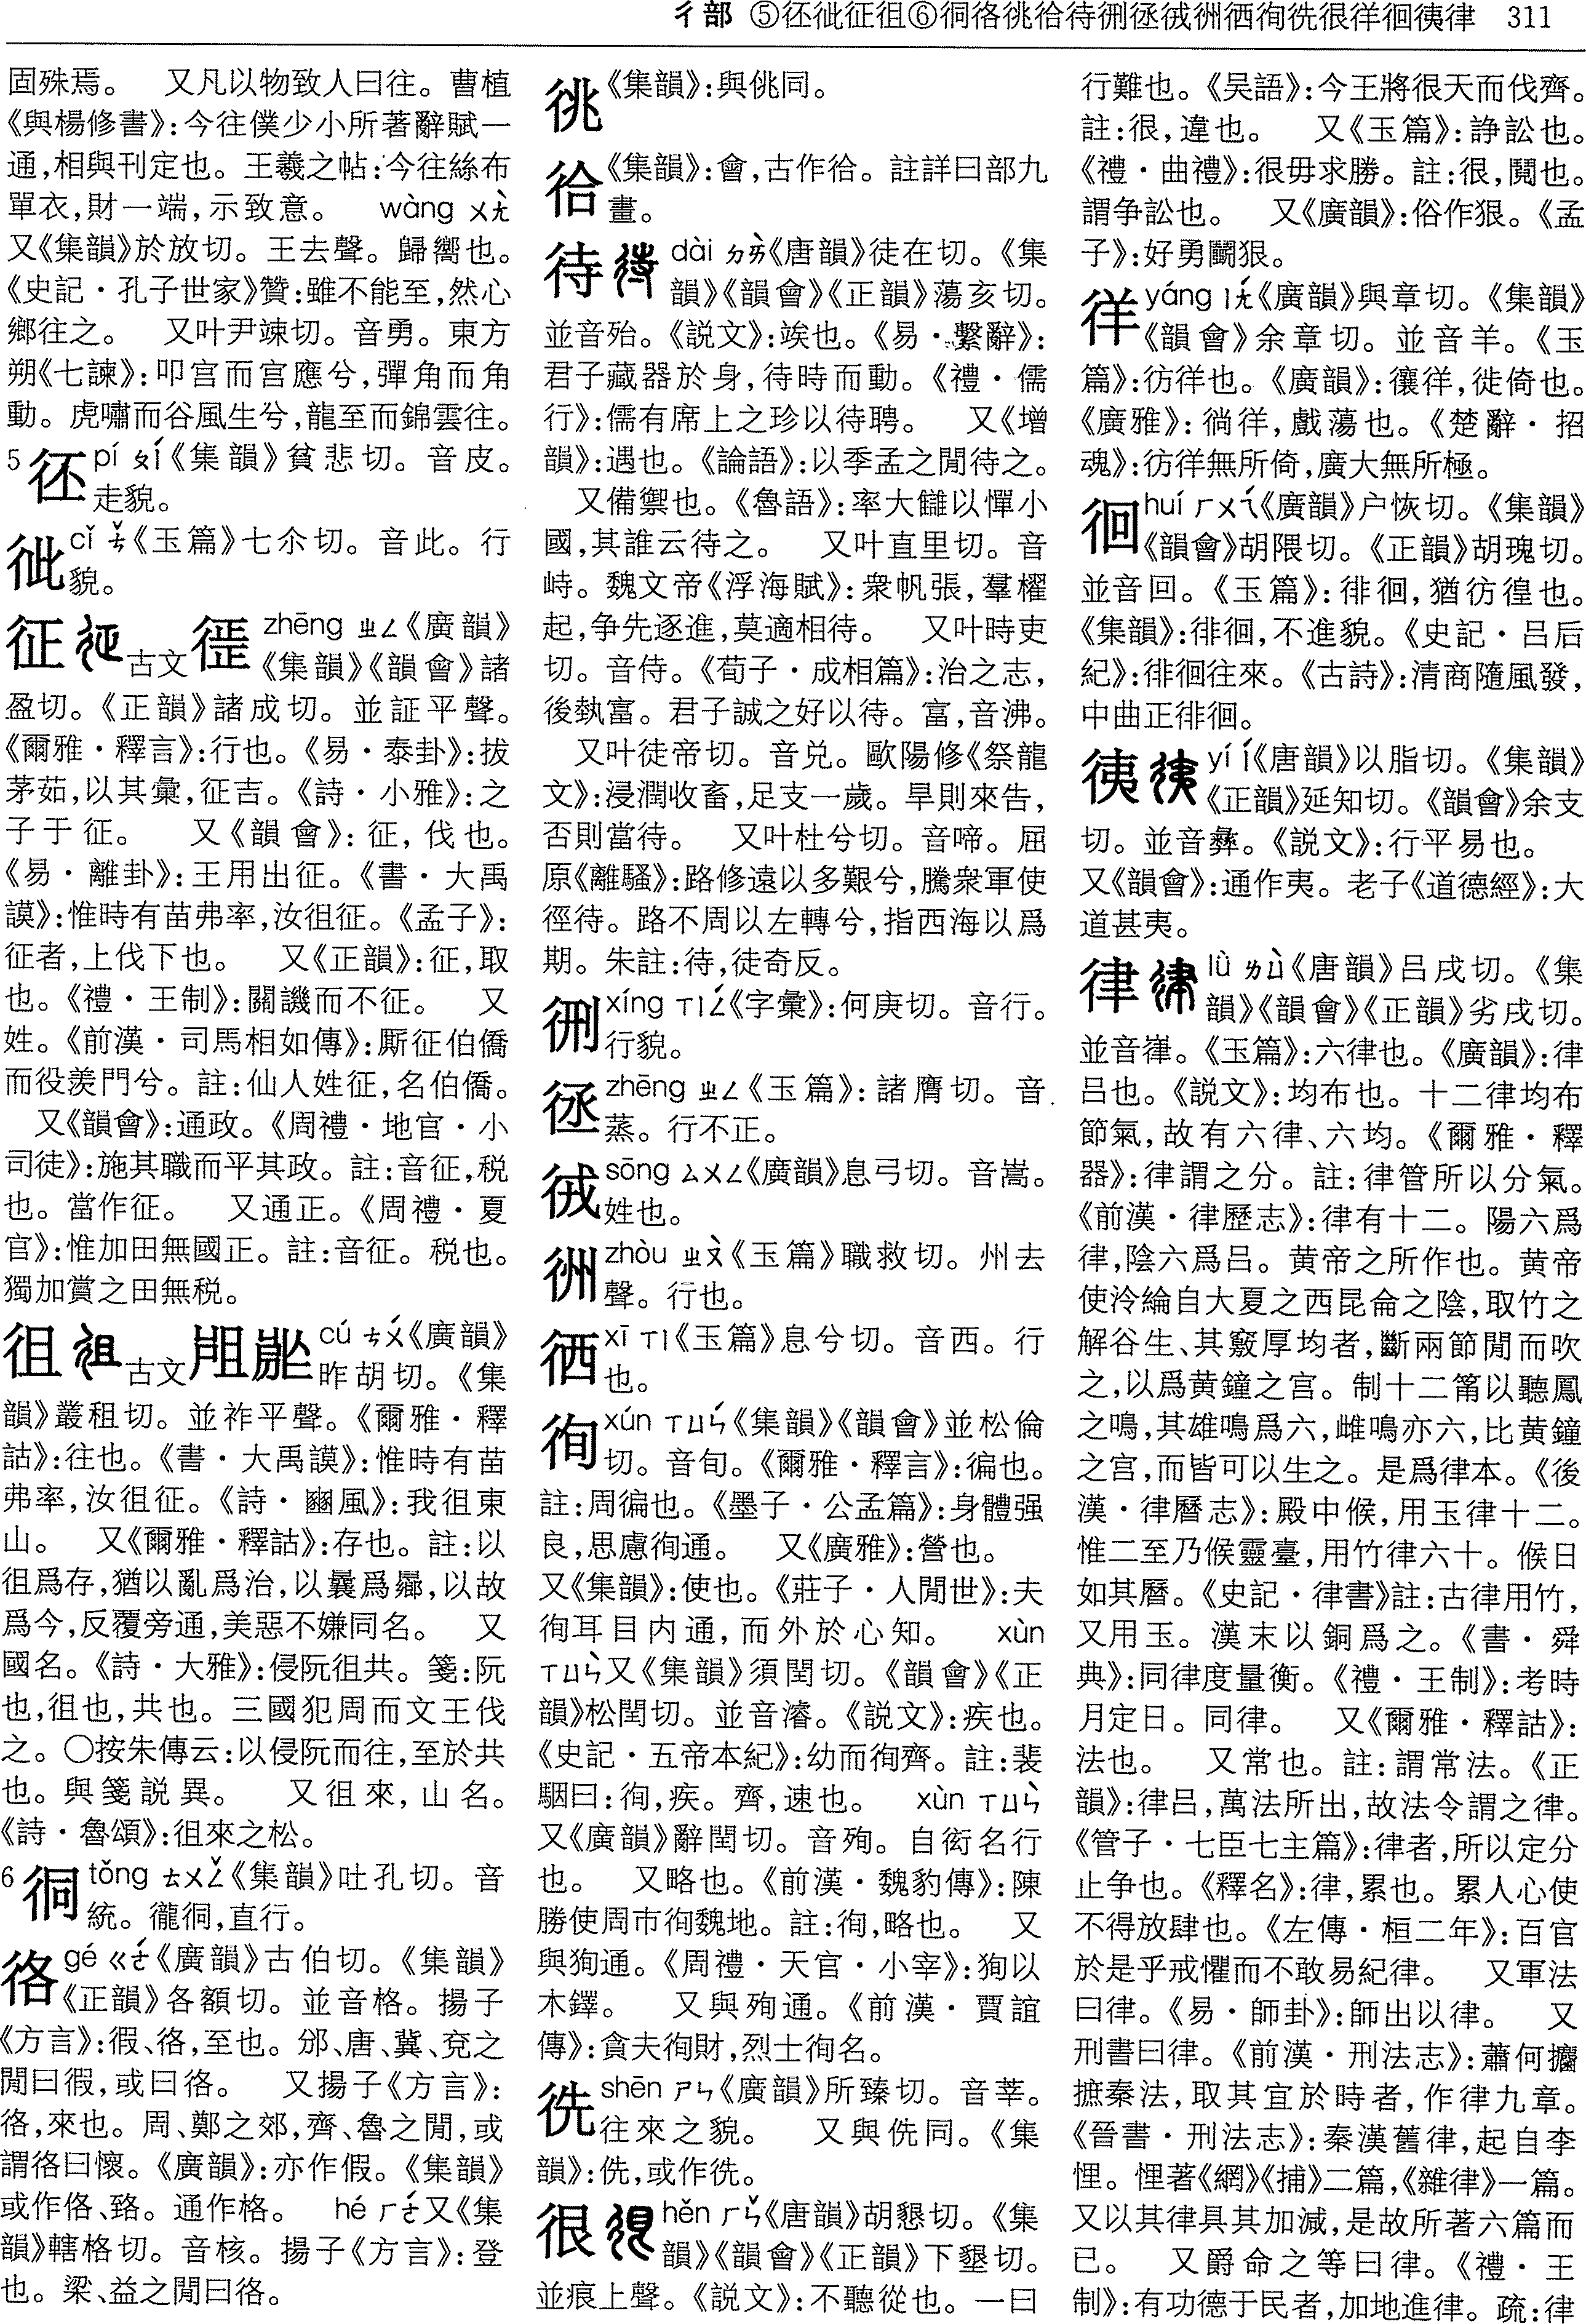 彳部 ⑤㣄佌征徂⑥徊㣟㣠㣛待㣜㣞㣝㣙㣚徇侁很徉徊徚律 311
固殊焉。 又凡以物致人曰往。曹植
《與楊修書》:今往僕少小所著辭賦一
通,相與刊定也。王羲之帖:今往絲布
單衣,財一端,示致意。 wàng ㄨㄤˋ
又《集韻》於放切。王去聲。歸嚮也。
《史記·孔子世家》贊:雖不能至,然心
鄉往之。 又叶尹竦切。音勇。東方
朔《七諫》:叩宫而宫應兮,彈角而角
動。虎嘯而谷風生兮,龍至而錦雲往。
5 pí ㄆㄧˊ《集韻》貧悲切。音皮。
走貌。
cǐ ㄘˇ《玉篇》七尒切。音此。行
貌。
征 古文 zhēng ㄓㄥ《廣韻》
《集韻》《韻會》諸
盈切。《正韻》諸成切。並証平聲。
《爾雅·釋言》:行也。《易·泰卦》:拔
茅茹,以其彙,征吉。《詩·小雅》:之
子于征。 又《韻會》:征,伐也。
《易·離卦》:王用出征。《書·大禹
謨》:惟時有苗弗率,汝徂征。《孟子》:
征者,上伐下也。 又《正韻》:征,取
也。《禮·王制》:關譏而不征。 又
姓。《前漢·司馬相如傳》:厮征伯僑
而役羨門兮。註:仙人姓征,名伯僑。
又《韻會》:通政。《周禮·地官·小
司徒》:施其職而平其政。註:音征,税
也。當作征。 又通正。《周禮·夏
官》:惟加田無國正。註:音征。税也。
獨加賞之田無税。
徂 古文 cú ㄘㄨˊ《廣韻》
昨胡切。《集
韻》叢租切。並祚平聲。《爾雅·釋
詁》:往也。《書·大禹謨》:惟時有苗
弗率,汝徂征。《詩·豳風》:我徂東
山。 又《爾雅·釋詁》:存也。註:以
徂爲存,猶以亂爲治,以曩爲曏,以故
爲今,反覆旁通,美惡不嫌同名。 又
國名。《詩·大雅》:侵阮徂共。箋:阮
也,徂也,共也。三國犯周而文王伐
之。〇按朱傳云:以侵阮而往,至於共
也。與箋説異。 又徂來,山名。
《詩·魯頌》:徂來之松。
6 tǒng ㄊㄨㄥˇ《集韻》吐孔切。音
統。徿徊,直行。
gé ㄍㄜˊ《廣韻》古伯切。《集韻》
《正韻》各額切。並音格。揚子
《方言》:徦、㣟,至也。邠、唐、冀、兗之
閒曰徦,或曰㣟。 又揚子《方言》:
㣟,來也。周、鄭之郊,齊、魯之閒,或
謂㣟曰懷。《廣韻》:亦作假。《集韻》
或作佫、䞦。通作格。 hé ㄏㄜˊ又《集
韻》轄格切。音核。揚子《方言》:登
也。梁、益之閒曰㣟。
《集韻》:與佻同。
《集韻》:會,古作㣛。註詳曰部九
畫。
待 dài ㄉㄞˋ《唐韻》徒在切。《集
韻》《韻會》《正韻》蕩亥切。
並音殆。《説文》:竢也。《易·繫辭》:
君子藏器於身,待時而動。《禮·儒
行》:儒有席上之珍以待聘。 又《增
韻》:遇也。《論語》:以季孟之閒待之。
又備禦也。《魯語》:率大讎以憚小
國,其誰云待之。 又叶直里切。音
峙。魏文帝《浮海賦》:衆帆張,羣櫂
起,争先逐進,莫適相待。 又叶時吏
切。音侍。《荀子·成相篇》:治之志,
後埶富。君子誠之好以待。富,音沸。
又叶徒帝切。音兑。歐陽修《祭龍
文》:浸潤收畜,足支一歲。旱則來告,
否則當待。 又叶杜兮切。音啼。屈
原《離騷》:路修遠以多艱兮,騰衆軍使
徑待。路不周以左轉兮,指西海以爲
期。朱註:待,徒奇反。
xíng ㄒㄧㄥˊ《字彙》:何庚切。音行。
行貌。
zhēng ㄓㄥ《玉篇》:諸膺切。音
蒸。行不正。
sōng ㄙㄨㄥ《廣韻》息弓切。音嵩。
姓也。
zhòu ㄓㄡˋ《玉篇》職救切。州去
聲。行也。
xī ㄒㄧ《玉篇》息兮切。音西。行
也。
徇 xún ㄒㄩㄣˊ《集韻》《韻會》並松倫
切。音旬。《爾雅·釋言》:徧也。
註:周徧也。《墨子·公孟篇》:身體强
良,思慮徇通。 又《廣雅》:營也。
又《集韻》:使也。《莊子·人閒世》:夫
徇耳目内通,而外於心知。 xùn
ㄒㄩㄣˋ又《集韻》須閏切。《韻會》《正
韻》松閏切。並音濬。《説文》:疾也。
《史記·五帝本紀》:幼而徇齊。註:裴
駰曰:徇,疾。齊,速也。 xùn ㄒㄩㄣˋ
又《廣韻》辭閏切。音殉。自衒名行
也。 又略也。《前漢·魏豹傳》:陳
勝使周市徇魏地。註:徇,略也。 又
與狥通。《周禮·天官·小宰》:狥以
木鐸。 又與殉通。《前漢·賈誼
傳》:貪夫徇財,烈士徇名。
shēn ㄕㄣ《廣韻》所臻切。音莘。
往來之貌。 又與侁同。《集
韻》:侁,或作㣜。
很 hěn ㄏㄣˇ《唐韻》胡懇切。《集
韻》《韻會》《正韻》下墾切。
並痕上聲。《説文》:不聽從也。一曰
行難也。《吴語》:今王將很天而伐齊。
註:很,違也。 又《玉篇》:諍訟也。
《禮·曲禮》:很毋求勝。註:很,鬩也。
謂争訟也。 又《廣韻》:俗作狠。《孟
子》:好勇鬭狠。
徉 yáng ㄧㄤˊ《廣韻》與章切。《集韻》
《韻會》余章切。並音羊。《玉
篇》:彷徉也。《廣韻》:忀徉,徙倚也。
《廣雅》:徜徉,戲蕩也。《楚辭·招
魂》:彷徉無所倚,廣大無所極。
徊 huí ㄏㄨㄟˊ《廣韻》户恢切。《集韻》
《韻會》胡隈切。《正韻》胡瑰切。
並音回。《玉篇》:徘徊,猶彷徨也。
《集韻》:徘徊,不進貌。《史記·吕后
紀》:徘徊往來。《古詩》:清商隨風發,
中曲正徘徊。
yí ㄧˊ《唐韻》以脂切。《集韻》
《正韻》延知切。《韻會》余支
切。並音彝。《説文》:行平易也。
又《韻會》:通作夷。老子《道德經》:大
道甚夷。
律 lǜ ㄌㄩˋ《唐韻》吕戌切。《集
韻》《韻會》《正韻》劣戌切。
並音嵂。《玉篇》:六律也。《廣韻》:律
吕也。《説文》:均布也。十二律均布
節氣,故有六律、六均。《爾雅·釋
器》:律謂之分。註:律管所以分氣。
《前漢·律歷志》:律有十二。陽六爲
律,陰六爲吕。黄帝之所作也。黄帝
使泠綸自大夏之西昆侖之陰,取竹之
解谷生、其竅厚均者,斷兩節閒而吹
之,以爲黄鐘之宫。制十二筩以聽鳳
之鳴,其雄鳴爲六,雌鳴亦六,比黄鐘
之宫,而皆可以生之。是爲律本。《後
漢·律曆志》:殿中候,用玉律十二。
惟二至乃候靈臺,用竹律六十。候日
如其曆。《史記·律書》註:古律用竹,
又用玉。漢末以銅爲之。《書·舜
典》:同律度量衡。《禮·王制》:考時
月定日。同律。 又《爾雅·釋詁》:
法也。 又常也。註:謂常法。《正
韻》:律吕,萬法所出,故法令謂之律。
《管子·七臣七主篇》:律者,所以定分
止争也。《釋名》:律,累也。累人心使
不得放肆也。《左傳·桓二年》:百官
於是乎戒懼而不敢易紀律。 又軍法
曰律。《易·師卦》:師出以律。 又
刑書曰律。《前漢·刑法志》:蕭何攟
摭秦法,取其宜於時者,作律九章。
《晉書·刑法志》:秦漢舊律,起自李
悝。悝著《網》《捕》二篇,《雜律》一篇。
又以其律具其加減,是故所著六篇而
已。 又爵命之等曰律。《禮·王
制》:有功德于民者,加地進律。疏:律